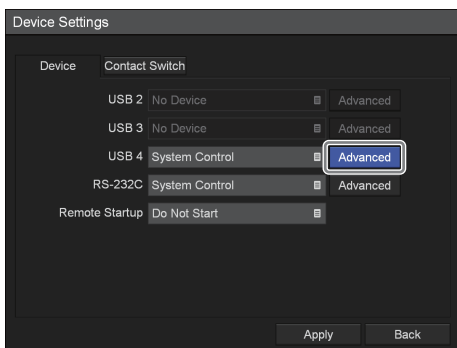 Device Settings
Device Contact Switch
USB 2 No Device Advanced
USB 3 No Device Advanced
USB 4 System Control Advanced
RS-232C System Control Advanced
Remote Startup Do Not Start
Apply Back